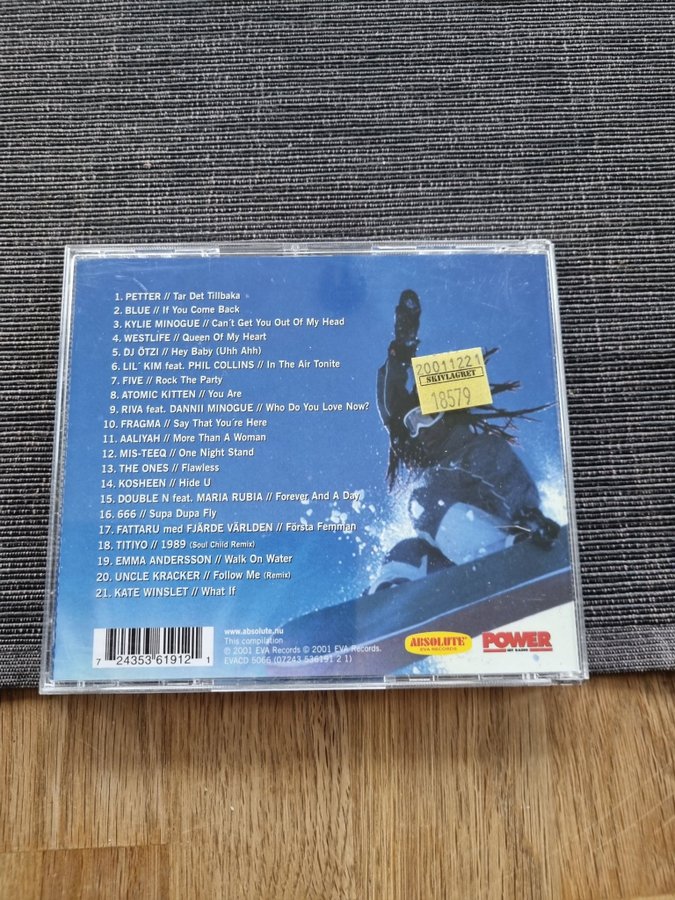 1. PETTER // Tar Det Tillbaka
2. BLUE // If You Come Back
3. KYLIE MINOGUE // Can´t Get You Out Of My Head
4. WESTLIFE // Queen Of My Heart
5. DJ ÖTZI // Hey Baby (Uhh Ahh)
6. LIL´ KIM feat. PHIL COLLINS // In The Air Tonite
7. FIVE // Rock The Party
8. ATOMIC KITTEN // You Are
9. RIVA feat. DANNII MINOGUE // Who Do You Love Now?
10. FRAGMA // Say That You´re Here
11. AALIYAH // More Than A Woman
12. MIS-TEEQ // One Night Stand
13. THE ONES // Flawless
14. KOSHEEN // Hide U
15. DOUBLE N feat. MARIA RUBIA // Forever And A Day
16. 666 // Supa Dupa Fly
17. FATTARU med FJÄRDE VÄRLDEN // Första Femman
18. TITIYO // 1989 (Soul Child Remix)
19. EMMA ANDERSSON // Walk On Water
20. UNCLE KRACKER // Follow Me (Remix)
21. KATE WINSLET // What If
20011221
SKIVLAGRET
18579
7 24353 61912 1
www.absolute.nu
This compilation
℗ 2001 EVA Records © 2001 EVA Records.
EVACD 5066 (07243 536191 2 1)
ABSOLUTE
EVA RECORDS
POWER
HIT RADIO